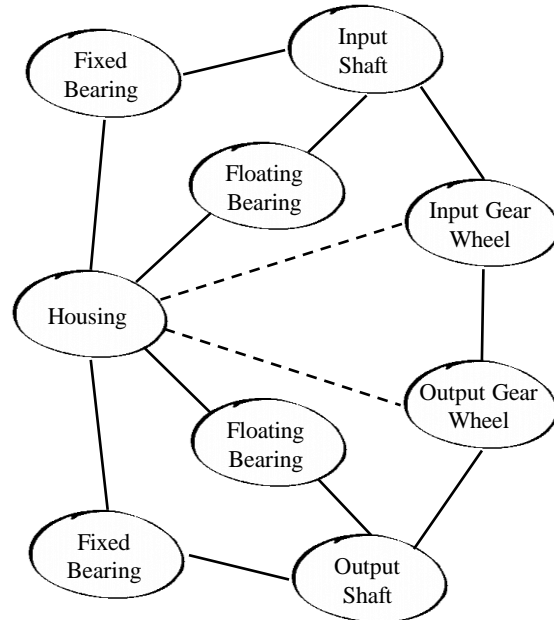 Input
Shaft
Fixed
Bearing
Floating
Bearing
Input Gear
Wheel
Housing
Output Gear
Wheel
Floating
Bearing
Fixed
Bearing
Output
Shaft